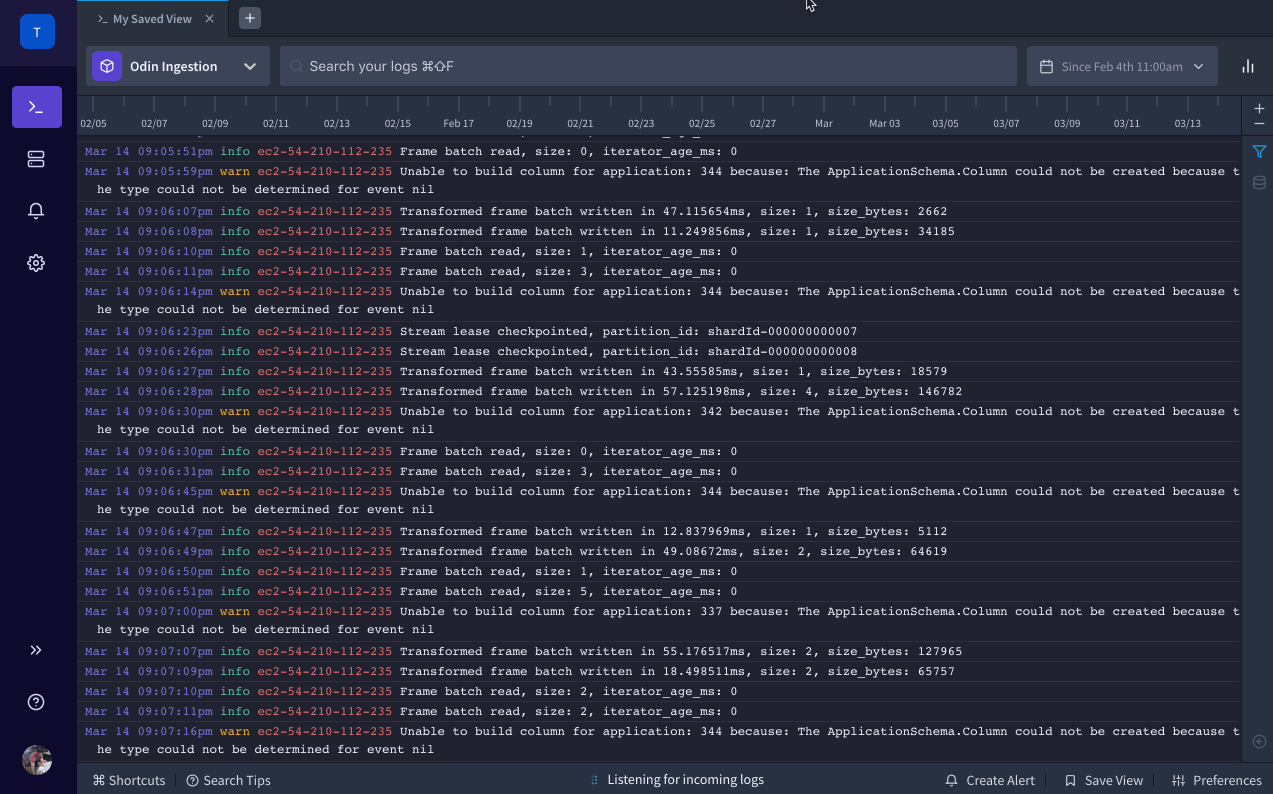 T
>_ My Saved View × +
Odin Ingestion
Search your logs ⌘⇧F
Since Feb 4th 11:00am
02/05 02/07 02/09 02/11 02/13 02/15 Feb 17 02/19 02/21 02/23 02/25 02/27 Mar Mar 03 03/05 03/07 03/09 03/11 03/13
Mar 14 09:05:51pm info ec2-54-210-112-235 Frame batch read, size: 0, iterator_age_ms: 0
Mar 14 09:05:59pm warn ec2-54-210-112-235 Unable to build column for application: 344 because: The ApplicationSchema.Column could not be created because t
he type could not be determined for event nil
Mar 14 09:06:07pm info ec2-54-210-112-235 Transformed frame batch written in 47.115654ms, size: 1, size_bytes: 2662
Mar 14 09:06:08pm info ec2-54-210-112-235 Transformed frame batch written in 11.249856ms, size: 1, size_bytes: 34185
Mar 14 09:06:10pm info ec2-54-210-112-235 Frame batch read, size: 1, iterator_age_ms: 0
Mar 14 09:06:11pm info ec2-54-210-112-235 Frame batch read, size: 3, iterator_age_ms: 0
Mar 14 09:06:14pm warn ec2-54-210-112-235 Unable to build column for application: 344 because: The ApplicationSchema.Column could not be created because t
he type could not be determined for event nil
Mar 14 09:06:23pm info ec2-54-210-112-235 Stream lease checkpointed, partition_id: shardId-000000000007
Mar 14 09:06:26pm info ec2-54-210-112-235 Stream lease checkpointed, partition_id: shardId-000000000008
Mar 14 09:06:27pm info ec2-54-210-112-235 Transformed frame batch written in 43.55585ms, size: 1, size_bytes: 18579
Mar 14 09:06:28pm info ec2-54-210-112-235 Transformed frame batch written in 57.125198ms, size: 4, size_bytes: 146782
Mar 14 09:06:30pm warn ec2-54-210-112-235 Unable to build column for application: 342 because: The ApplicationSchema.Column could not be created because t
he type could not be determined for event nil
Mar 14 09:06:30pm info ec2-54-210-112-235 Frame batch read, size: 0, iterator_age_ms: 0
Mar 14 09:06:31pm info ec2-54-210-112-235 Frame batch read, size: 3, iterator_age_ms: 0
Mar 14 09:06:45pm warn ec2-54-210-112-235 Unable to build column for application: 344 because: The ApplicationSchema.Column could not be created because t
he type could not be determined for event nil
Mar 14 09:06:47pm info ec2-54-210-112-235 Transformed frame batch written in 12.837969ms, size: 1, size_bytes: 5112
Mar 14 09:06:49pm info ec2-54-210-112-235 Transformed frame batch written in 49.08672ms, size: 2, size_bytes: 64619
Mar 14 09:06:50pm info ec2-54-210-112-235 Frame batch read, size: 1, iterator_age_ms: 0
Mar 14 09:06:51pm info ec2-54-210-112-235 Frame batch read, size: 5, iterator_age_ms: 0
Mar 14 09:07:00pm warn ec2-54-210-112-235 Unable to build column for application: 337 because: The ApplicationSchema.Column could not be created because t
he type could not be determined for event nil
Mar 14 09:07:07pm info ec2-54-210-112-235 Transformed frame batch written in 55.176517ms, size: 2, size_bytes: 127965
Mar 14 09:07:09pm info ec2-54-210-112-235 Transformed frame batch written in 18.498511ms, size: 2, size_bytes: 65757
Mar 14 09:07:10pm info ec2-54-210-112-235 Frame batch read, size: 2, iterator_age_ms: 0
Mar 14 09:07:11pm info ec2-54-210-112-235 Frame batch read, size: 2, iterator_age_ms: 0
Mar 14 09:07:16pm warn ec2-54-210-112-235 Unable to build column for application: 344 because: The ApplicationSchema.Column could not be created because t
he type could not be determined for event nil
⌘ Shortcuts Search Tips Listening for incoming logs Create Alert Save View Preferences